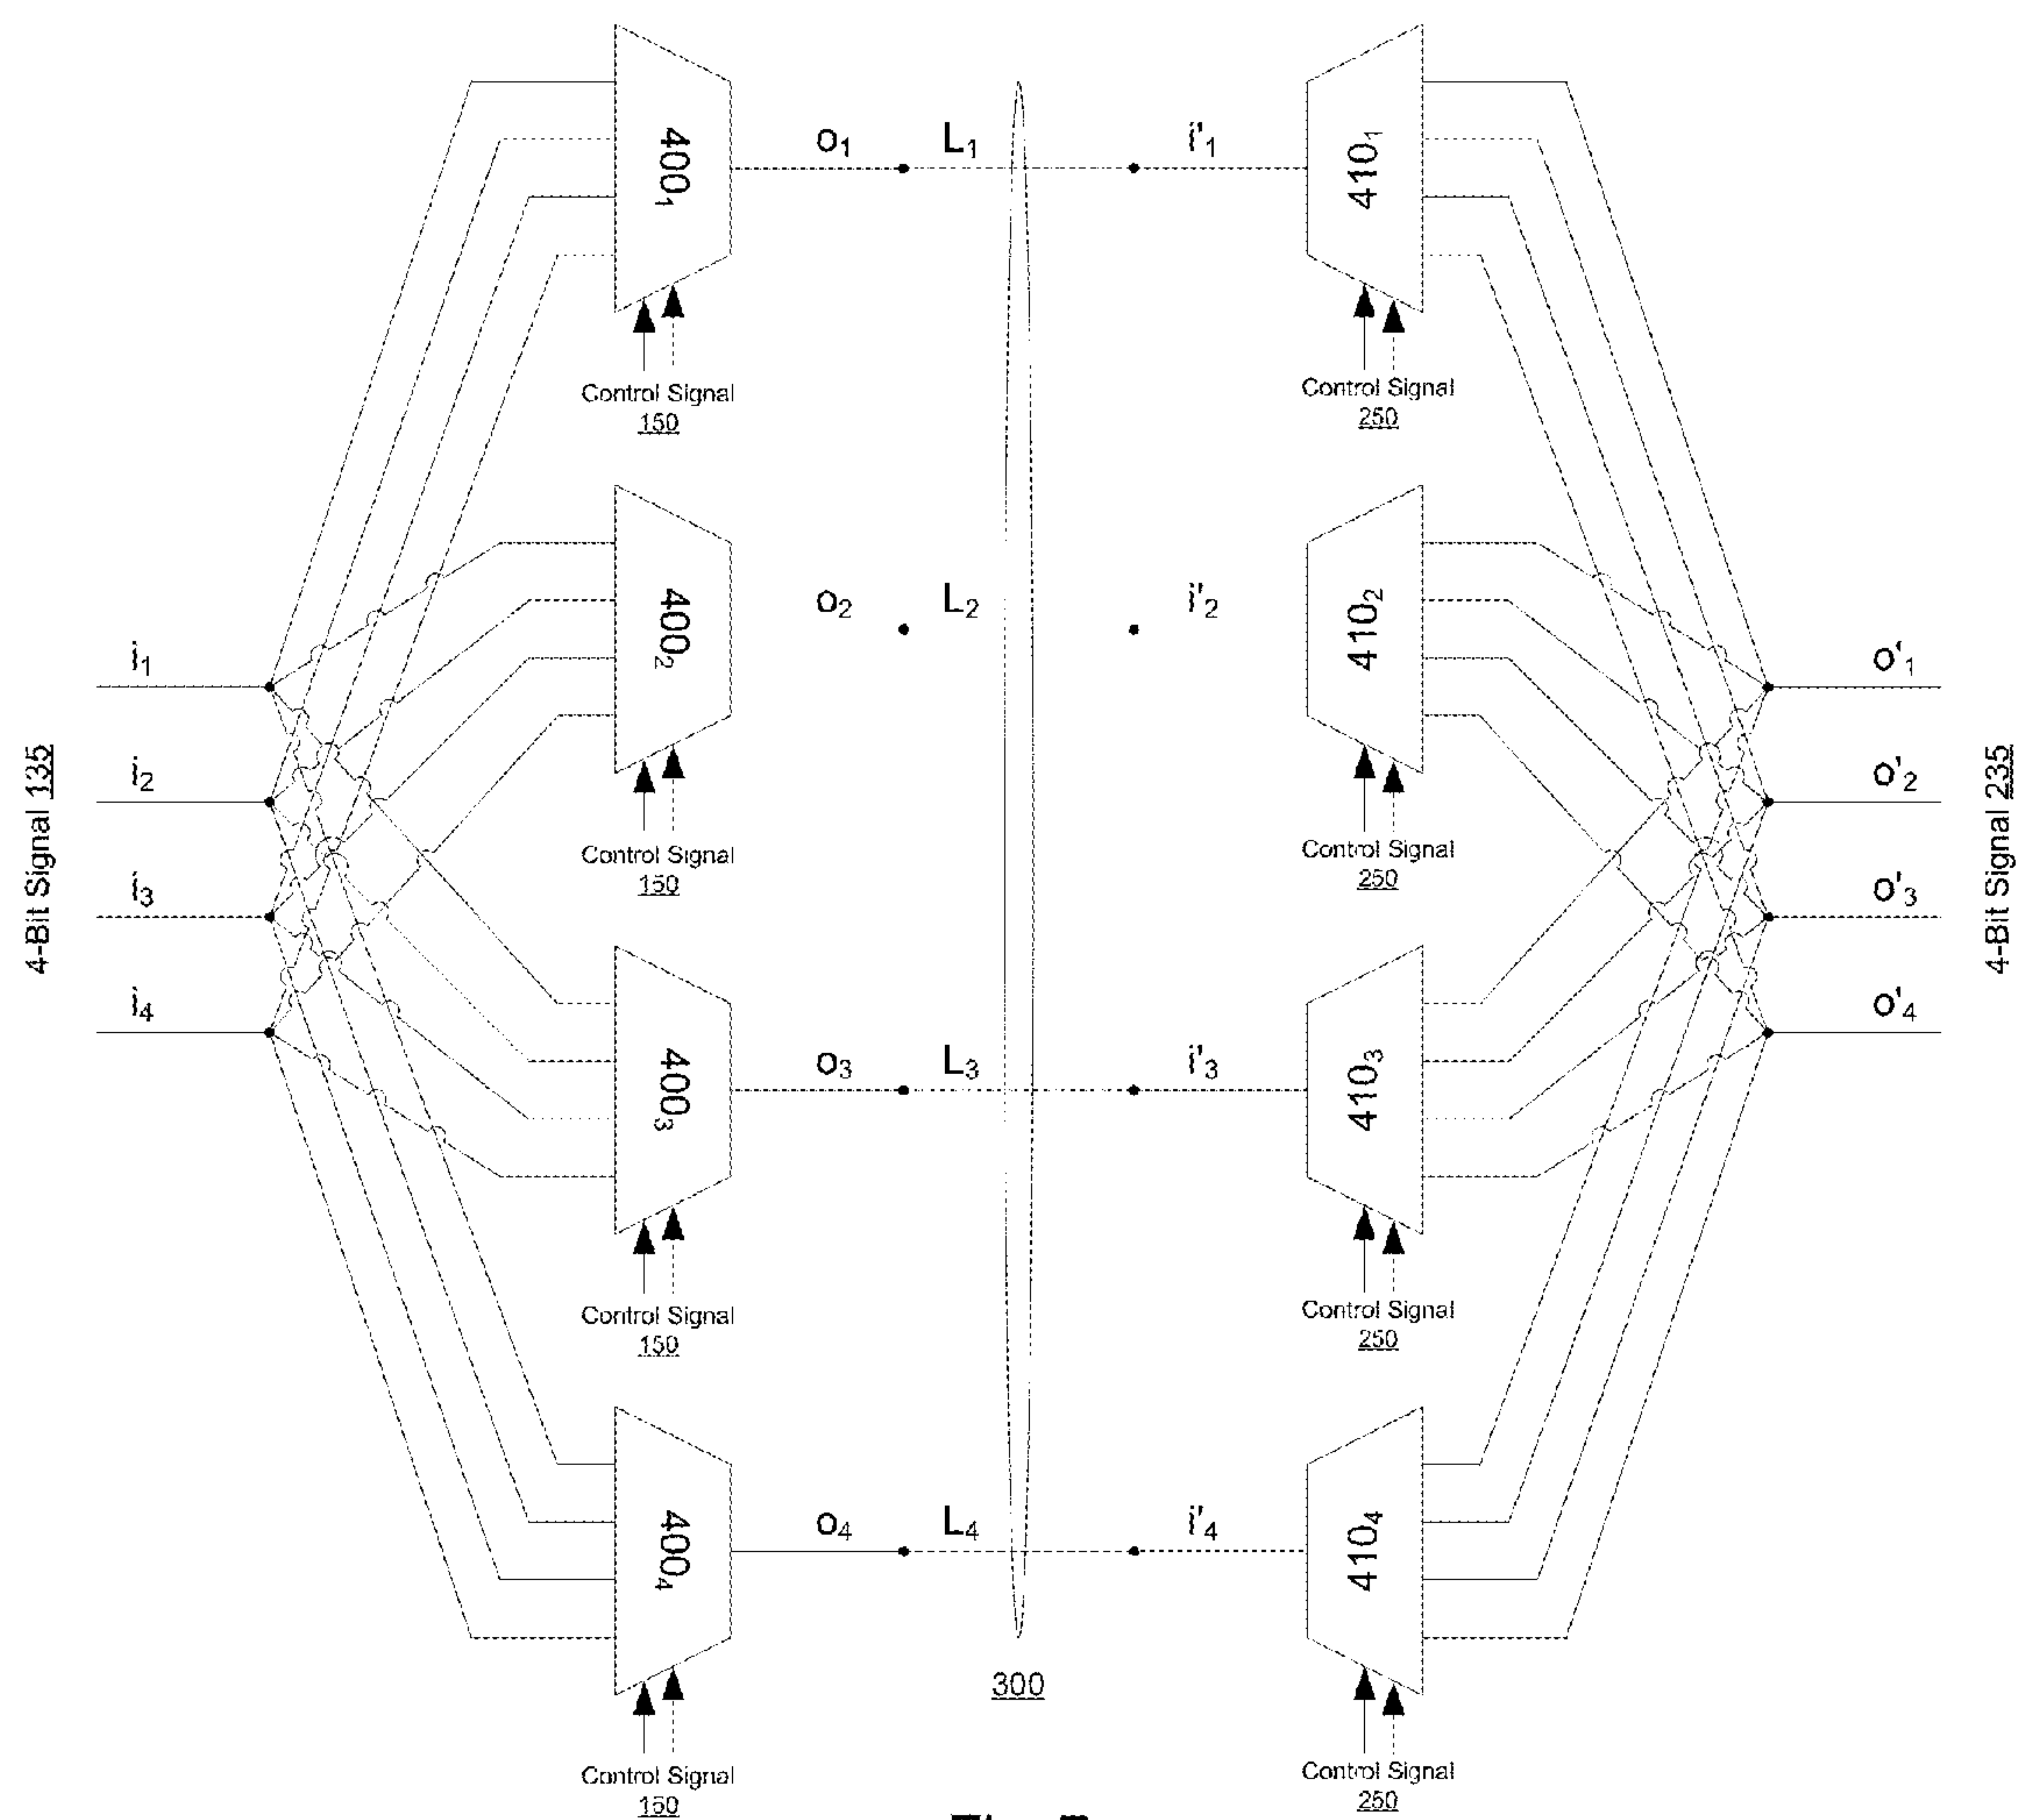 400₁
410₁
o₁
L₁
i'₁
Control Signal
150
Control Signal
250
400₂
410₂
o₂
L₂
i'₂
i₁
o'₁
4-Bit Signal 135
4-Bit Signal 235
i₂
o'₂
Control Signal
150
Control Signal
250
i₃
o'₃
i₄
o'₄
400₃
410₃
o₃
L₃
i'₃
Control Signal
150
Control Signal
250
400₄
410₄
o₄
L₄
i'₄
300
Control Signal
150
Control Signal
250